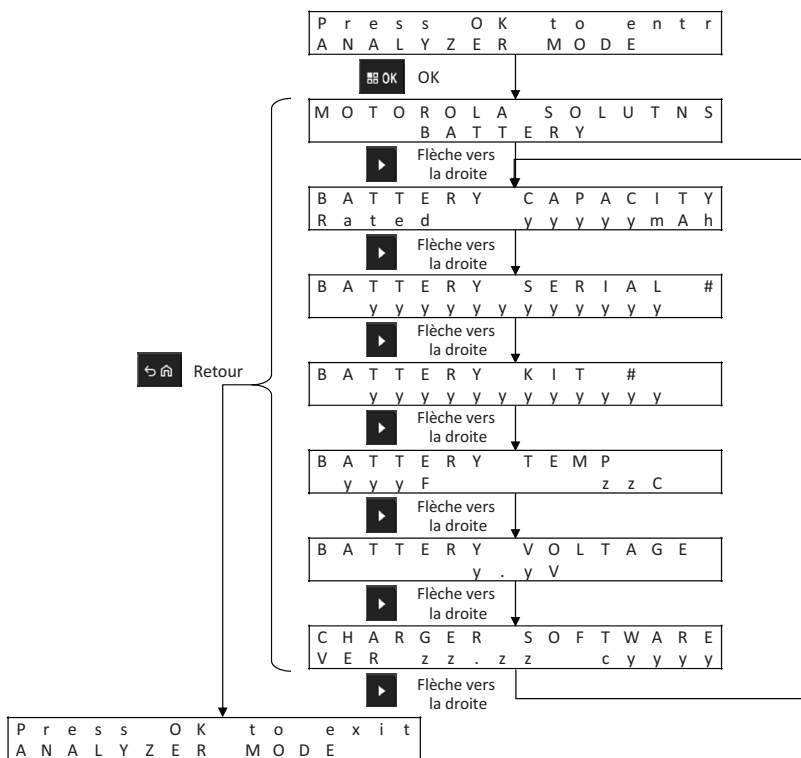 Press OK to entr
ANALYZER MODE
OK OK
MOTOROLA SOLUTNS
BATTERY
Flèche vers
la droite
BATTERY CAPACITY
Rated yyyyymAh
Flèche vers
la droite
BATTERY SERIAL #
yyyyyyyyyyyy
Flèche vers
la droite
Retour
BATTERY KIT #
yyyyyyyyyyyy
Flèche vers
la droite
BATTERY TEMP
yyyF zzC
Flèche vers
la droite
BATTERY VOLTAGE
y.yV
Flèche vers
la droite
CHARGER SOFTWARE
VER zz.zz cyyyy
Flèche vers
la droite
Press OK to exit
ANALYZER MODE